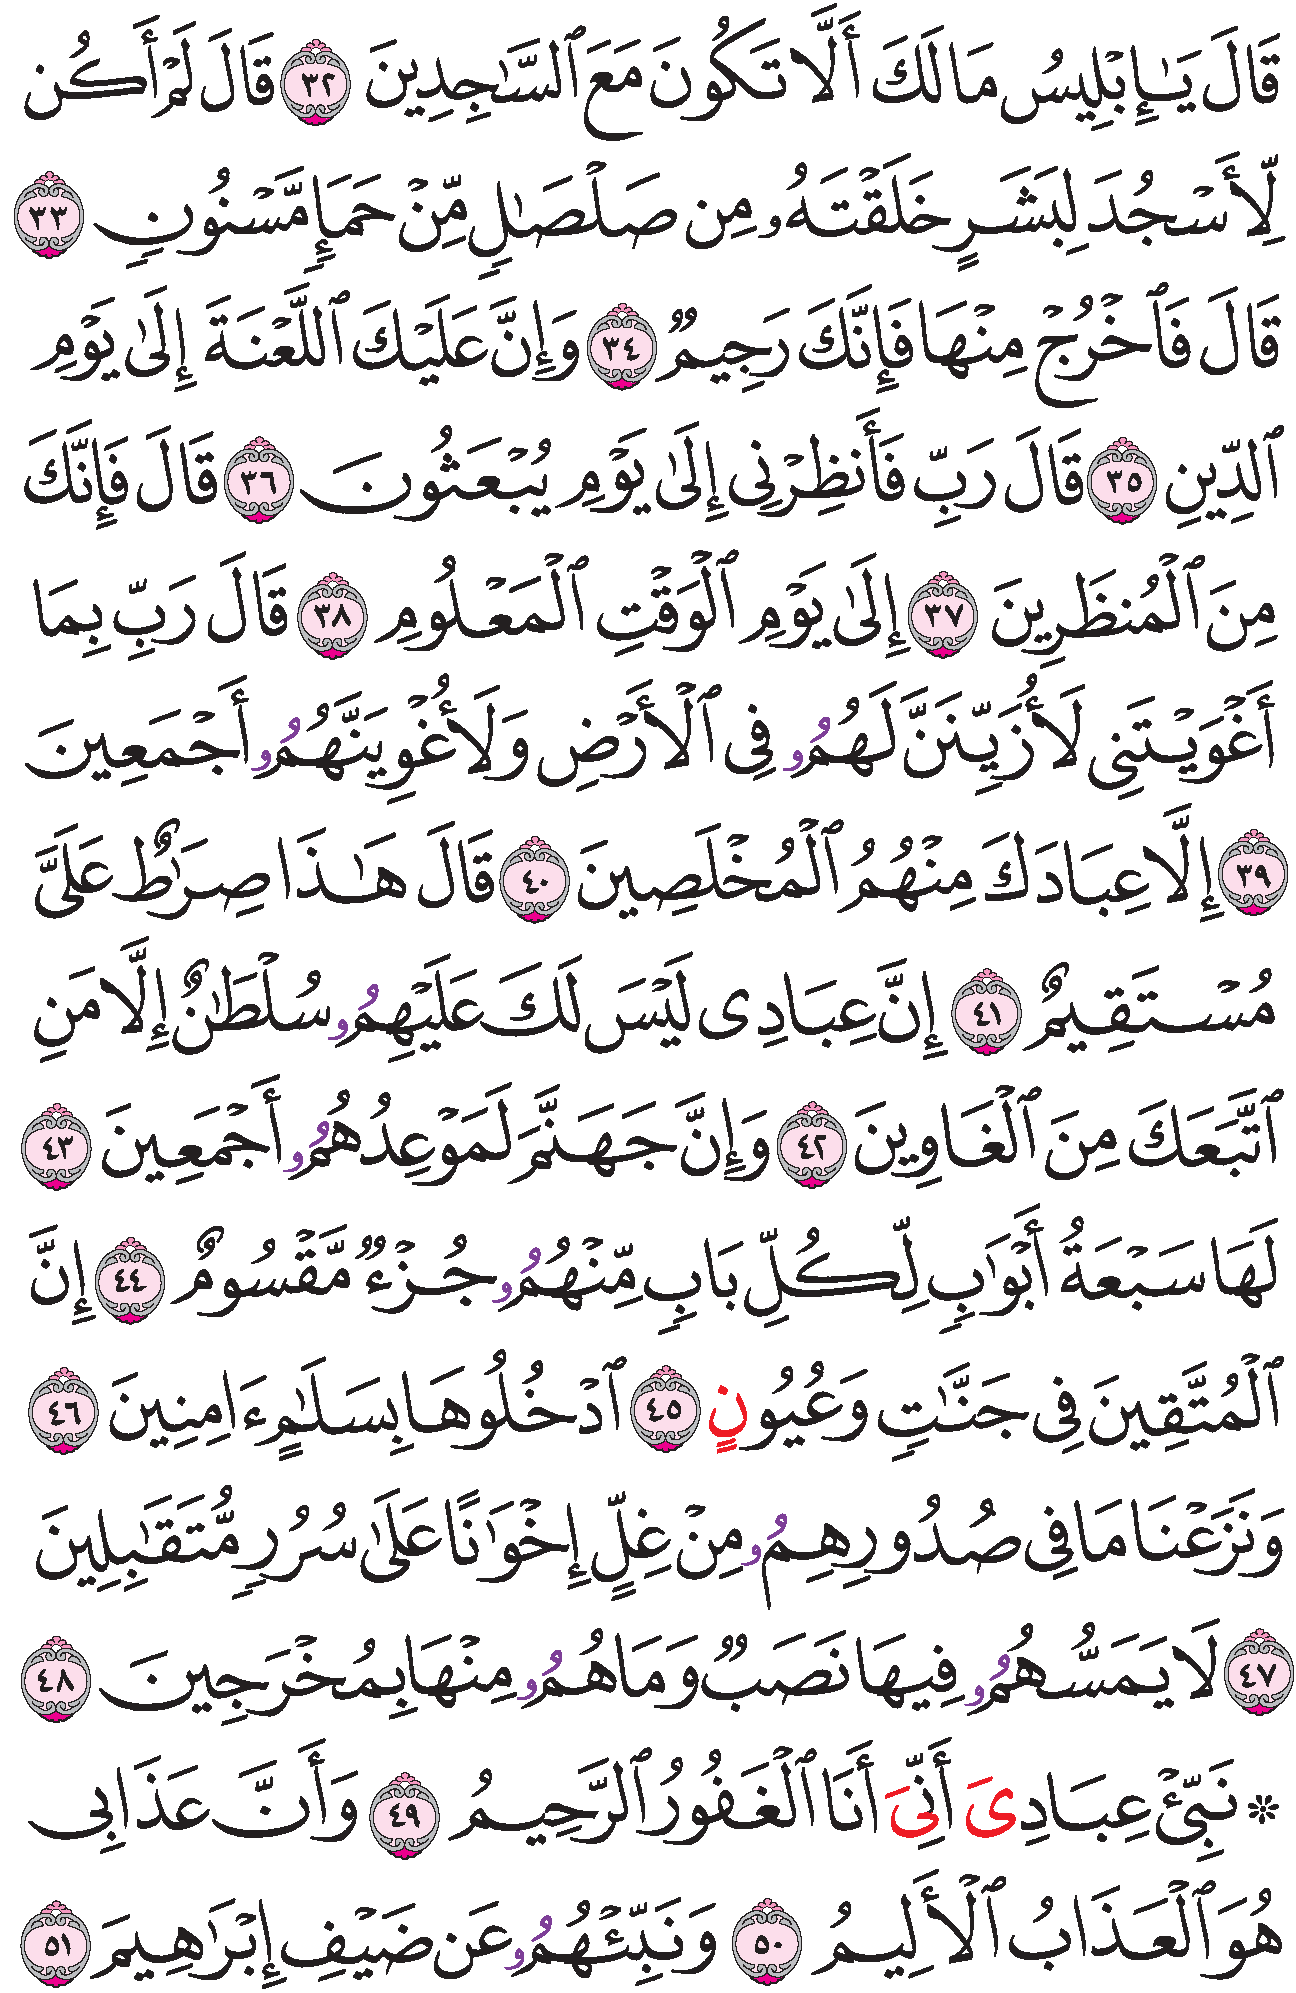 قَالَ يَـٰٓإِبْلِيسُ مَا لَكَ أَلَّا تَكُونَ مَعَ ٱلسَّـٰجِدِينَ ٣٢ قَالَ لَمْ أَكُن
لِّأَسْجُدَ لِبَشَرٍ خَلَقْتَهُۥ مِن صَلْصَـٰلٍ مِّنْ حَمَإٍ مَّسْنُونٍ ٣٣
قَالَ فَٱخْرُجْ مِنْهَا فَإِنَّكَ رَجِيمٌ ٣٤ وَإِنَّ عَلَيْكَ ٱللَّعْنَةَ إِلَىٰ يَوْمِ
ٱلدِّينِ ٣٥ قَالَ رَبِّ فَأَنظِرْنِى إِلَىٰ يَوْمِ يُبْعَثُونَ ٣٦ قَالَ فَإِنَّكَ
مِنَ ٱلْمُنظَرِينَ ٣٧ إِلَىٰ يَوْمِ ٱلْوَقْتِ ٱلْمَعْلُومِ ٣٨ قَالَ رَبِّ بِمَا
أَغْوَيْتَنِى لَأُزَيِّنَنَّ لَهُمُۥ فِى ٱلْأَرْضِ وَلَأُغْوِيَنَّهُمُۥ أَجْمَعِينَ
٣٩ إِلَّا عِبَادَكَ مِنْهُمُ ٱلْمُخْلَصِينَ ٤٠ قَالَ هَـٰذَا صِرَٰطٌ عَلَىَّ
مُسْتَقِيمٌ ٤١ إِنَّ عِبَادِى لَيْسَ لَكَ عَلَيْهِمُۥ سُلْطَـٰنٌ إِلَّا مَنِ
ٱتَّبَعَكَ مِنَ ٱلْغَاوِينَ ٤٢ وَإِنَّ جَهَنَّمَ لَمَوْعِدُهُمُۥ أَجْمَعِينَ ٤٣
لَهَا سَبْعَةُ أَبْوَٰبٍ لِّكُلِّ بَابٍ مِّنْهُمُۥ جُزْءٌ مَّقْسُومٌ ٤٤ إِنَّ
ٱلْمُتَّقِينَ فِى جَنَّـٰتٍ وَعُيُونٍ ٤٥ ٱدْخُلُوهَا بِسَلَـٰمٍ ءَامِنِينَ ٤٦
وَنَزَعْنَا مَا فِى صُدُورِهِمُۥ مِنْ غِلٍّ إِخْوَٰنًا عَلَىٰ سُرُرٍ مُّتَقَـٰبِلِينَ
٤٧ لَا يَمَسُّهُمُۥ فِيهَا نَصَبٌ وَمَا هُمُۥ مِنْهَا بِمُخْرَجِينَ ٤٨
۞ نَبِّئْ عِبَادِىَ أَنِّىَ أَنَا ٱلْغَفُورُ ٱلرَّحِيمُ ٤٩ وَأَنَّ عَذَابِى
هُوَ ٱلْعَذَابُ ٱلْأَلِيمُ ٥٠ وَنَبِّئْهُمُۥ عَن ضَيْفِ إِبْرَٰهِيمَ ٥١